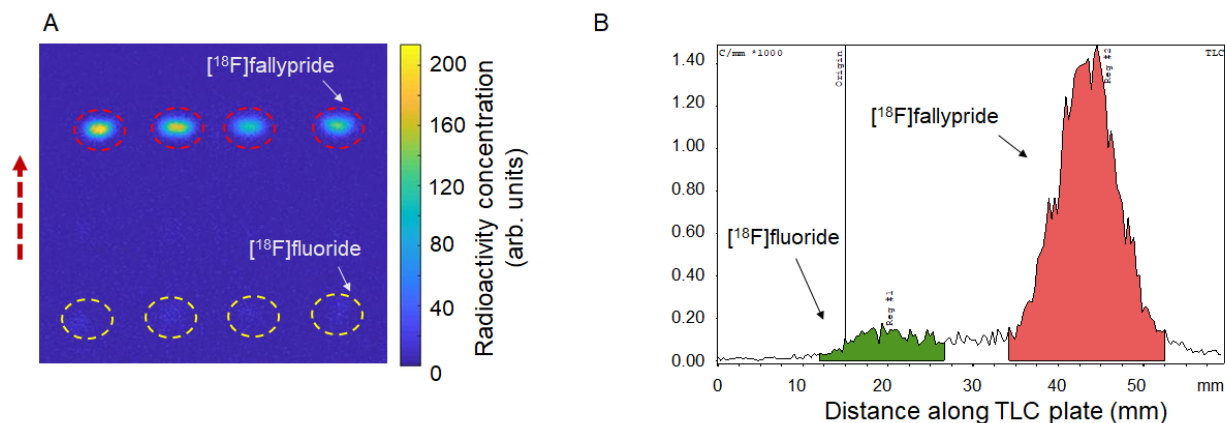 A
[¹⁸F]fallypride
[¹⁸F]fluoride
200
160
120
80
40
0
Radioactivity concentration
(arb. units)
B
C/mm *1000
TLC
Origin
Reg #2
Reg #1
[¹⁸F]fallypride
[¹⁸F]fluoride
1.40
1.20
1.00
0.80
0.60
0.40
0.20
0.00
0
10
20
30
40
50
mm
Distance along TLC plate (mm)